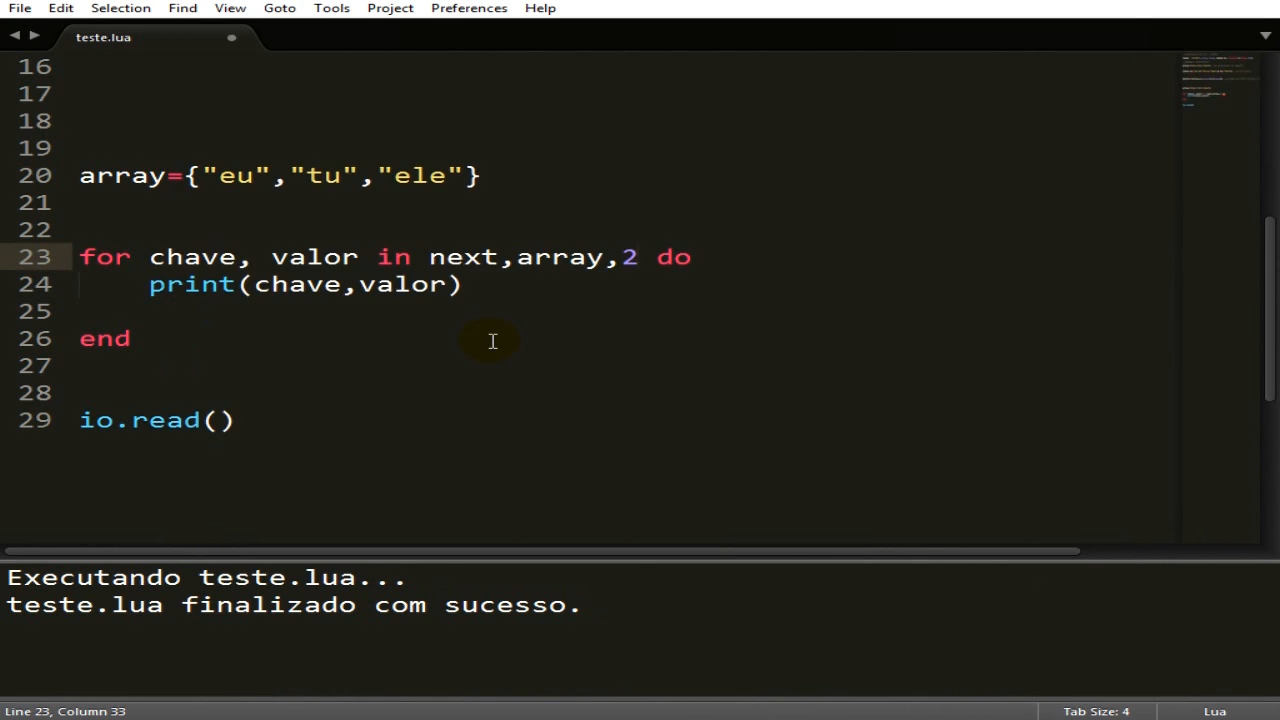 File Edit Selection Find View Goto Tools Project Preferences Help
teste.lua
16
17
18
19
20 array={"eu","tu","ele"}
21
22
23 for chave, valor in next,array,2 do
24 print(chave,valor)
25
26 end
27
28
29 io.read()
Executando teste.lua...
teste.lua finalizado com sucesso.
Line 23, Column 33 Tab Size: 4 Lua